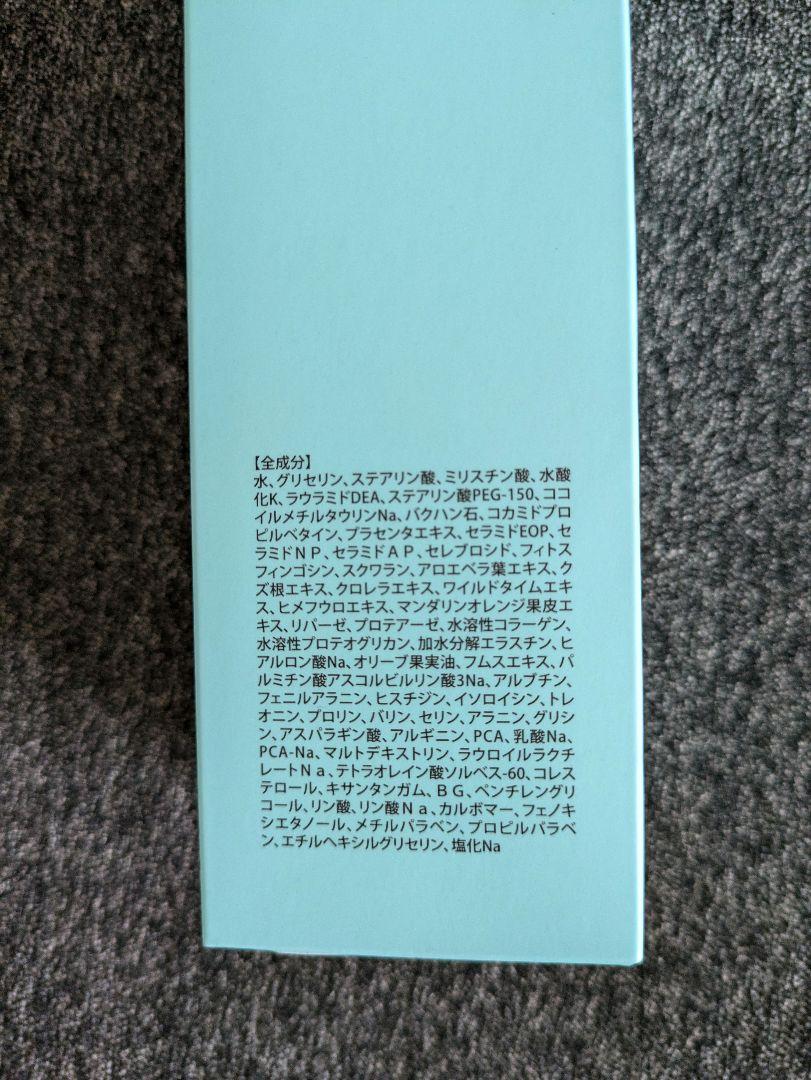 【全成分】
水、グリセリン、ステアリン酸、ミリスチン酸、水酸
化K、ラウラミドDEA、ステアリン酸PEG-150、ココ
イルメチルタウリンNa、バクハン石、コカミドプロ
ピルベタイン、プラセンタエキス、セラミドEOP、セ
ラミドNP、セラミドAP、セレブロシド、フィトス
フィンゴシン、スクワラン、アロエベラ葉エキス、ク
ズ根エキス、クロレラエキス、ワイルドタイムエキ
ス、ヒメフウロエキス、マンダリンオレンジ果皮エ
キス、リパーゼ、プロテアーゼ、水溶性コラーゲン、
水溶性プロテオグリカン、加水分解エラスチン、ヒ
アルロン酸Na、オリーブ果実油、フムスエキス、パ
ルミチン酸アスコルビルリン酸3Na、アルブチン、
フェニルアラニン、ヒスチジン、イソロイシン、トレ
オニン、プロリン、バリン、セリン、アラニン、グリシ
ン、アスパラギン酸、アルギニン、PCA、乳酸Na、
PCA-Na、マルトデキストリン、ラウロイルラクチ
レートNa、テトラオレイン酸ソルベス-60、コレス
テロール、キサンタンガム、BG、ペンチレングリ
コール、リン酸、リン酸Na、カルボマー、フェノキ
シエタノール、メチルパラベン、プロピルパラベ
ン、エチルヘキシルグリセリン、塩化Na